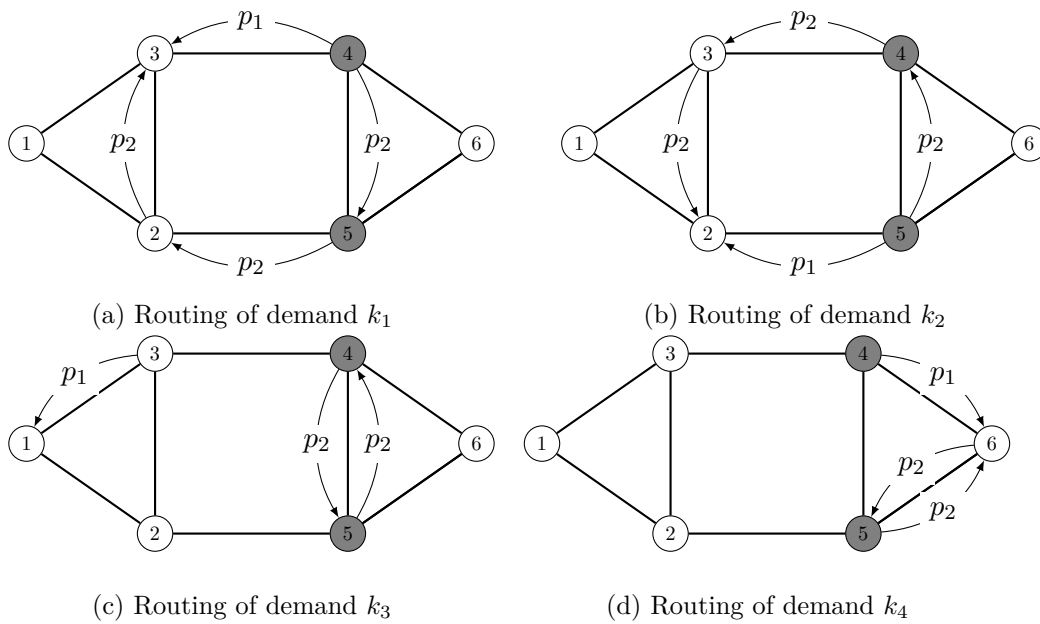 p1 p2
3 4 3 4
p2 p2 p2 p2
1 6 1 6
2 5 2 5
p2 p1
(a) Routing of demand k1 (b) Routing of demand k2
3 4 3 4
p1 p1
1 p2 p2 6 1 6
p2
2 5 2 5 p2
(c) Routing of demand k3 (d) Routing of demand k4